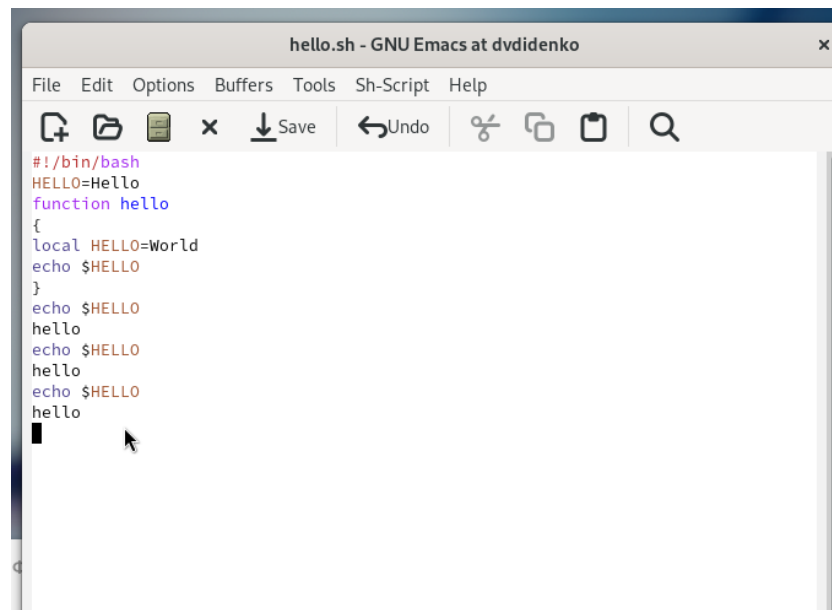 hello.sh - GNU Emacs at dvdidenko
File Edit Options Buffers Tools Sh-Script Help
Save Undo
#!/bin/bash
HELLO=Hello
function hello
{
local HELLO=World
echo $HELLO
}
echo $HELLO
hello
echo $HELLO
hello
echo $HELLO
hello